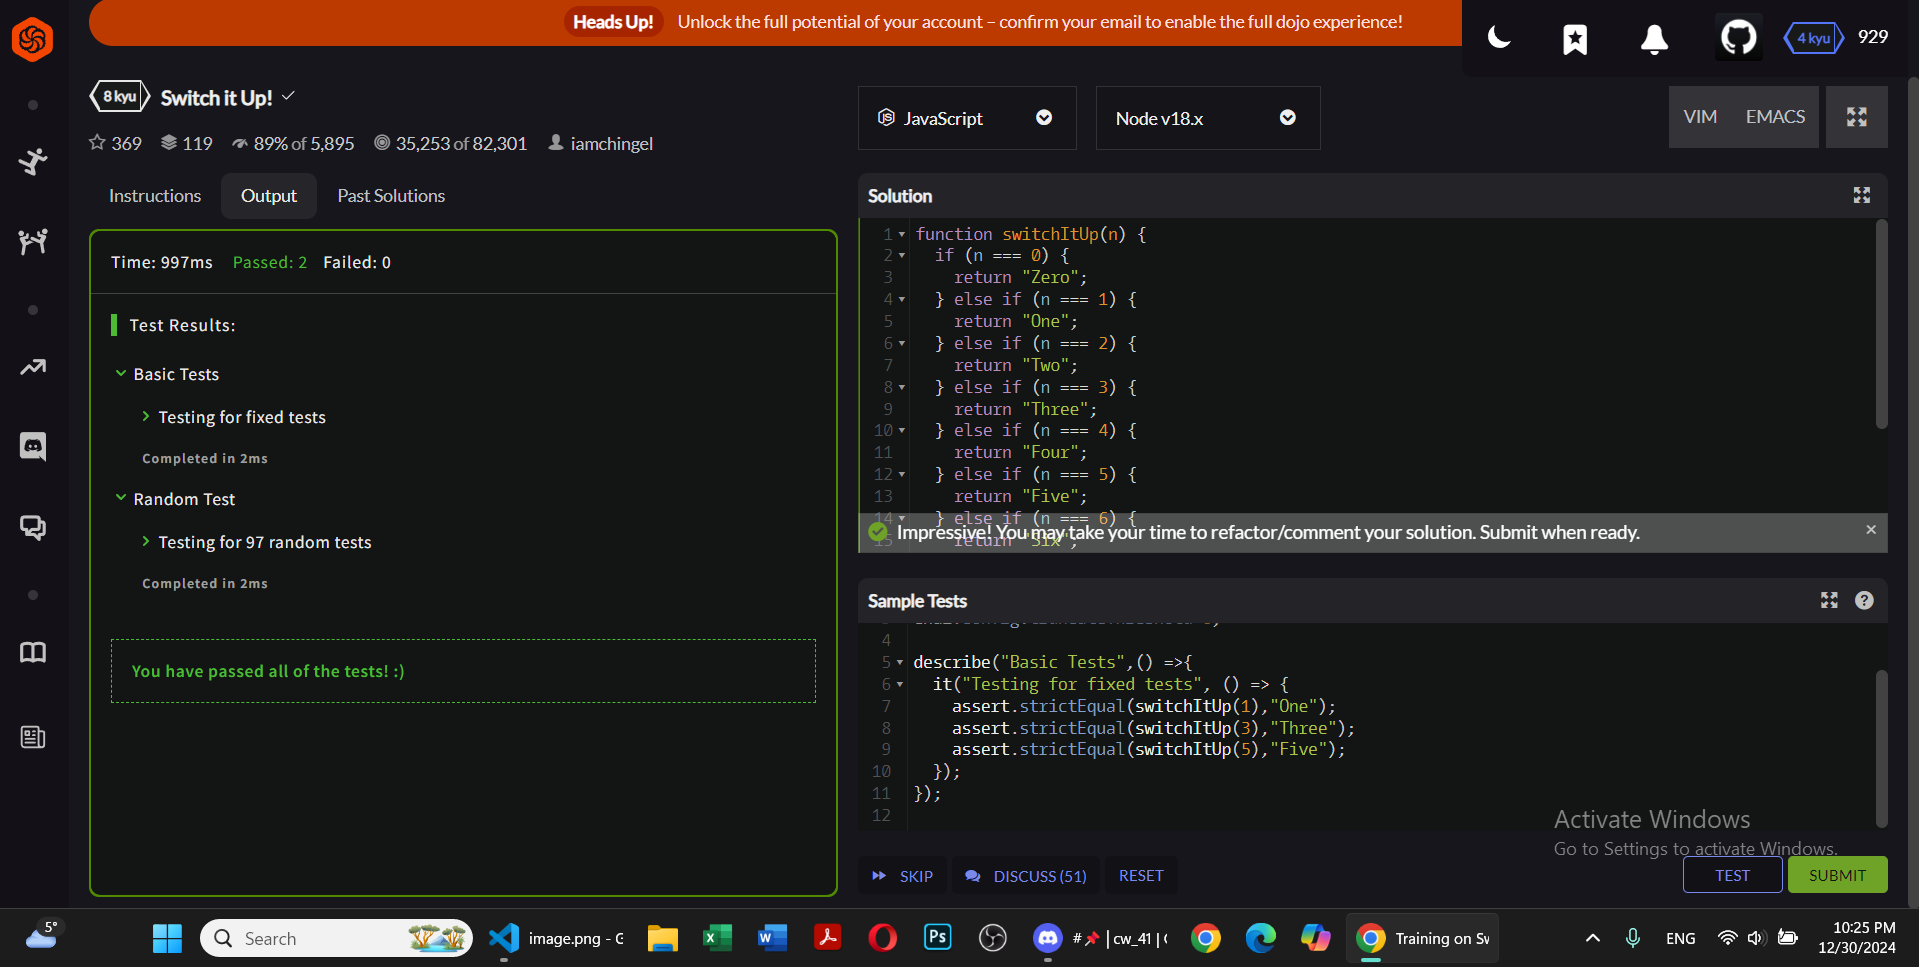 Heads Up! Unlock the full potential of your account – confirm your email to enable the full dojo experience!
4 kyu 929
8 kyu Switch it Up!
369 119 89% of 5,895 35,253 of 82,301 iamchingel
Instructions Output Past Solutions
Time: 997ms Passed: 2 Failed: 0
Test Results:
Basic Tests
Testing for fixed tests
Completed in 2ms
Random Test
Testing for 97 random tests
Completed in 2ms
You have passed all of the tests! :)
JavaScript Node v18.x VIM EMACS
Solution
1 function switchItUp(n) {
2 if (n === 0) {
3 return "Zero";
4 } else if (n === 1) {
5 return "One";
6 } else if (n === 2) {
7 return "Two";
8 } else if (n === 3) {
9 return "Three";
10 } else if (n === 4) {
11 return "Four";
12 } else if (n === 5) {
13 return "Five";
14 } else if (n === 6) {
15 return "Six";
Impressive! You may take your time to refactor/comment your solution. Submit when ready.
Sample Tests
4
5 describe("Basic Tests",() =>{
6 it("Testing for fixed tests", () => {
7 assert.strictEqual(switchItUp(1),"One");
8 assert.strictEqual(switchItUp(3),"Three");
9 assert.strictEqual(switchItUp(5),"Five");
10 });
11 });
12
Activate Windows
Go to Settings to activate Windows.
SKIP DISCUSS (51) RESET TEST SUBMIT
5° Search image.png - G Ps # | cw_41 | Training on Sw ENG 10:25 PM
12/30/2024